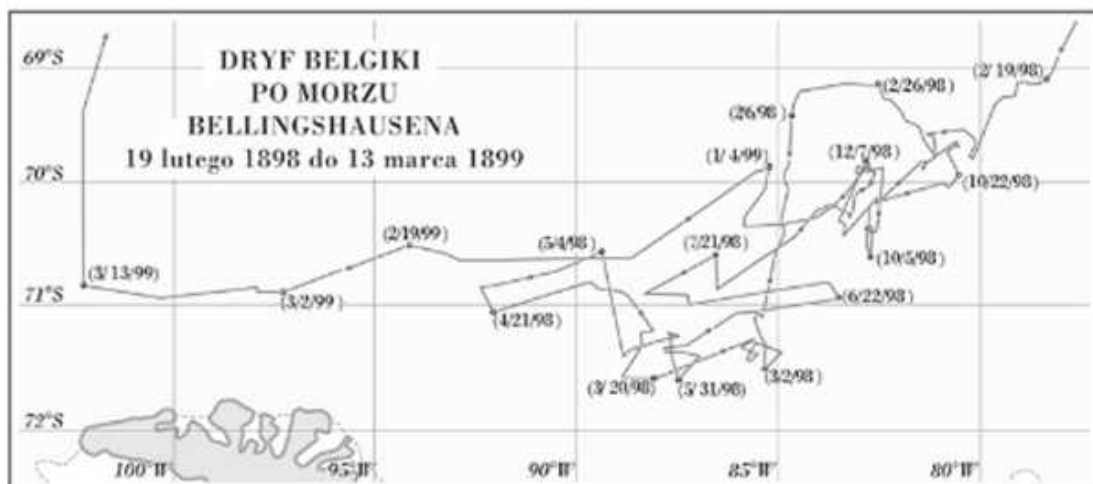 DRYF BELGIKI
PO MORZU
BELLINGSHAUSENA
19 lutego 1898 do 13 marca 1899
69°S
70°S
71°S
72°S
(2/19/98)
(2/26/98)
(26/98)
(1/4/99)
(12/7/98)
(10/22/98)
(2/19/99)
(5/4/98)
(7/21/98)
(10/5/98)
(3/13/99)
(3/2/99)
(4/21/98)
(6/22/98)
(3/20/98)
(5/31/98)
(3/2/98)
100°W
95°W
90°W
85°W
80°W